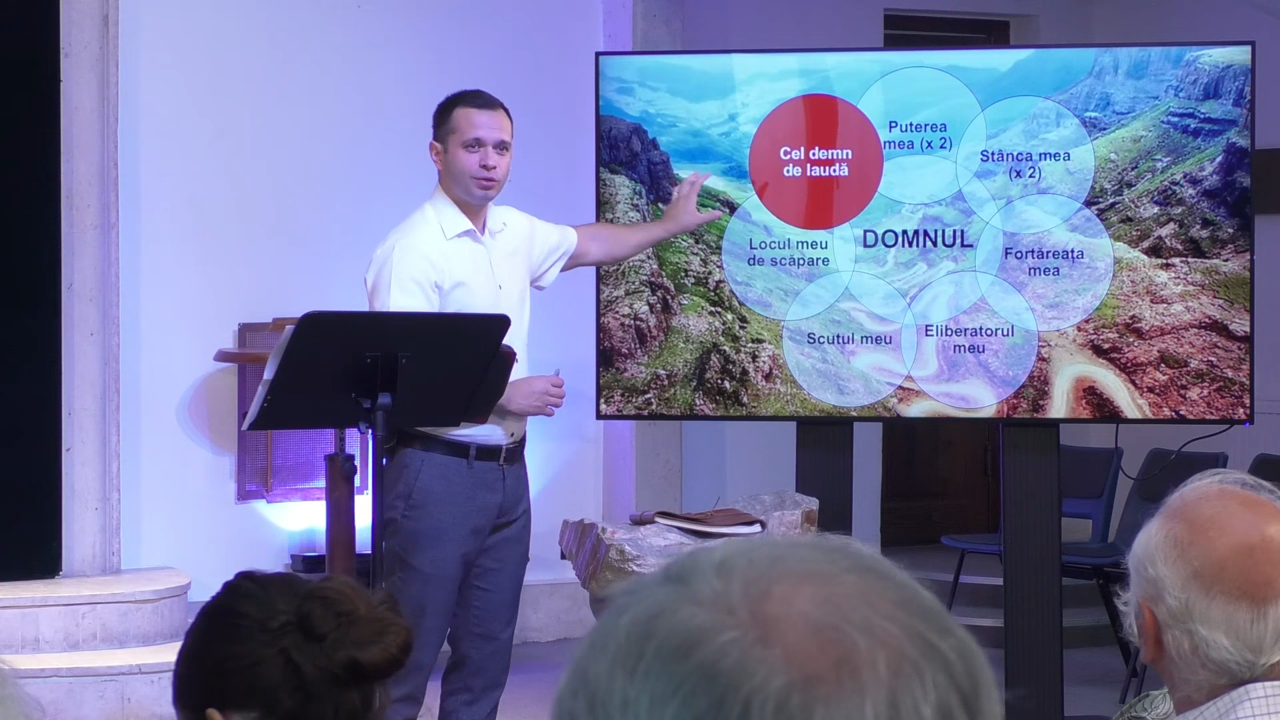 Cel demn
de laudă
Puterea
mea (x 2)
Stânca mea
(x 2)
Locul meu
de scăpare
DOMNUL
Fortăreața
mea
Scutul meu
Eliberatorul
meu